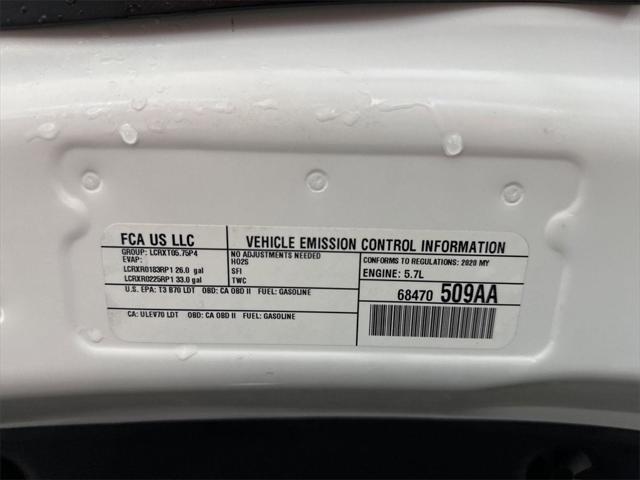 FCA US LLC
GROUP: LCRXT05.75P4
EVAP:
LCRXR0183RP1 26.0 gal
LCRXR0225RP1 33.0 gal
VEHICLE EMISSION CONTROL INFORMATION
NO ADJUSTMENTS NEEDED
HO2S
SFI
TWC
CONFORMS TO REGULATIONS: 2020 MY
ENGINE: 5.7L
U.S. EPA: T3 B70 LDT OBD: CA OBD II FUEL: GASOLINE
CA: ULEV70 LDT OBD: CA OBD II FUEL: GASOLINE
68470 509AA